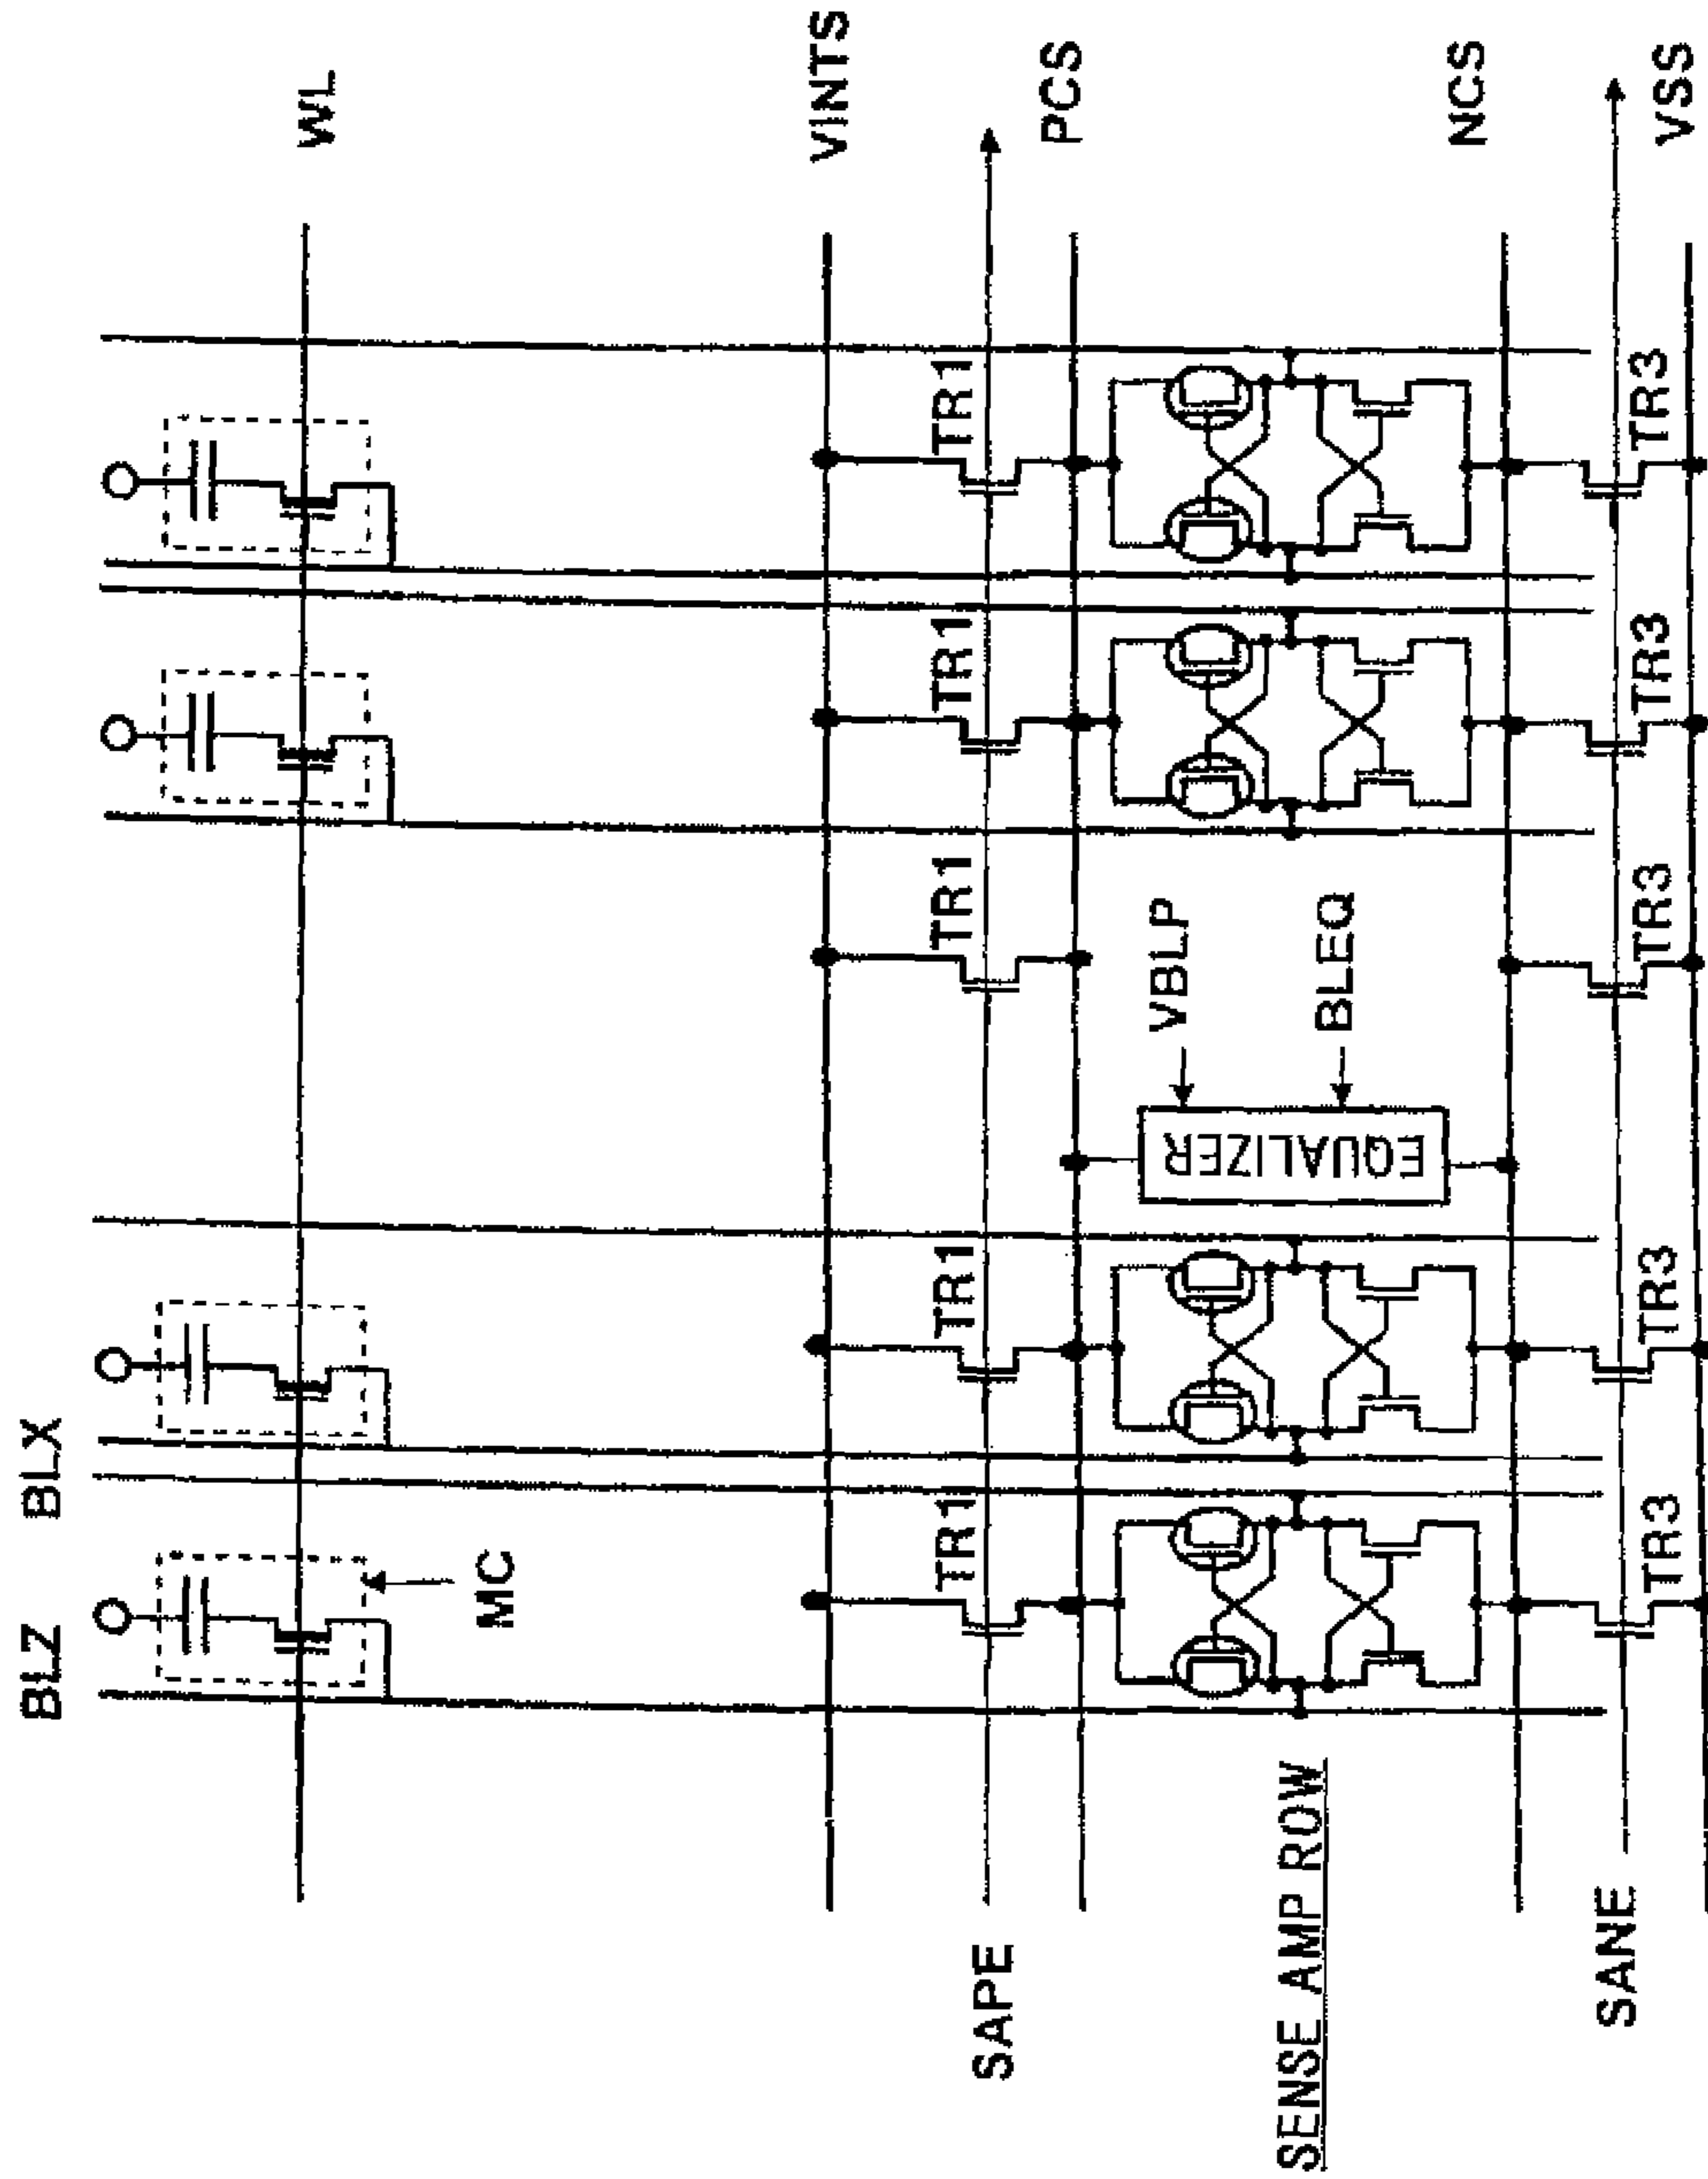 BLZ
BLX
WL
MC
VINTS
TR1
TR1
TR1
TR1
TR1
SAPE
PCS
VBLP
BLEQ
EQUALIZER
SENSE AMP ROW
NCS
TR3
TR3
TR3
TR3
TR3
SANE
VSS